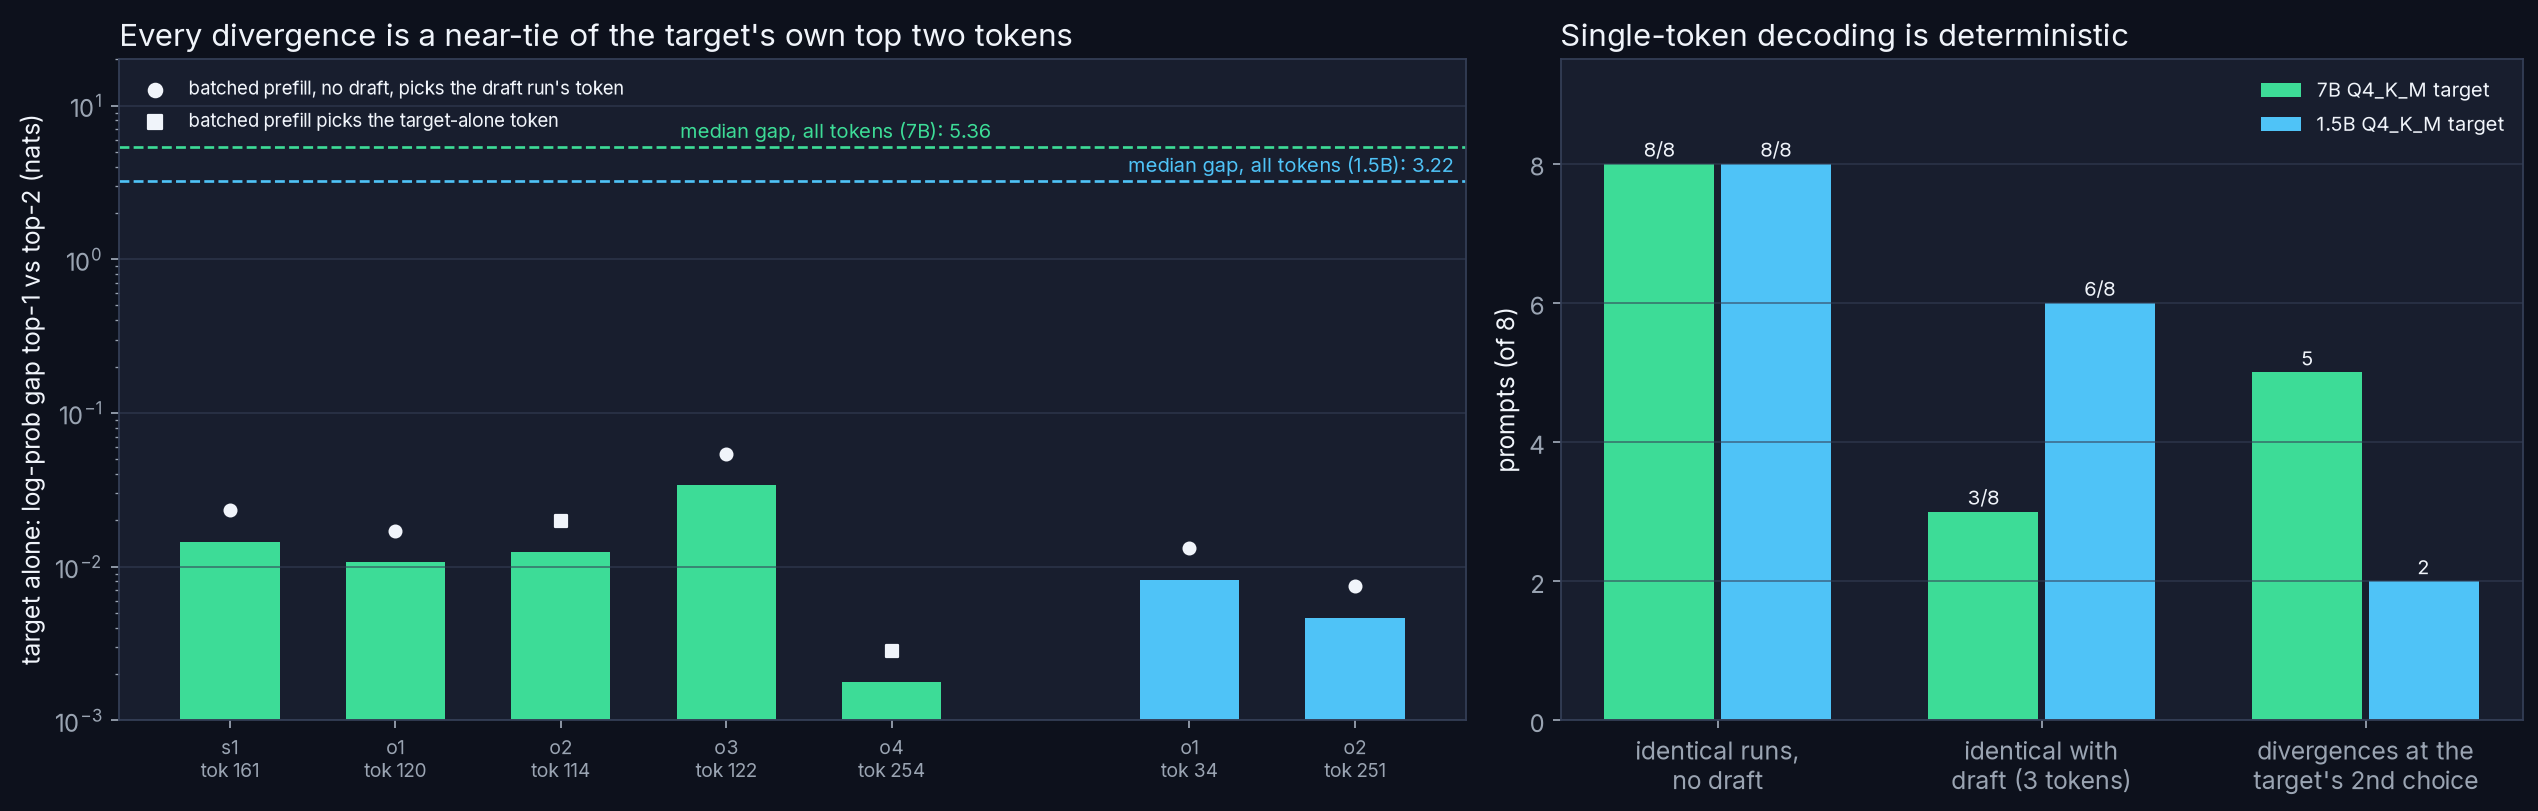 Every divergence is a near-tie of the target's own top two tokens
batched prefill, no draft, picks the draft run's token
batched prefill picks the target-alone token
median gap, all tokens (7B): 5.36
median gap, all tokens (1.5B): 3.22
target alone: log-prob gap top-1 vs top-2 (nats)
10¹
10⁰
10⁻¹
10⁻²
10⁻³
s1
tok 161
o1
tok 120
o2
tok 114
o3
tok 122
o4
tok 254
o1
tok 34
o2
tok 251
Single-token decoding is deterministic
7B Q4_K_M target
1.5B Q4_K_M target
prompts (of 8)
8
6
4
2
0
8/8
8/8
3/8
6/8
5
2
identical runs,
no draft
identical with
draft (3 tokens)
divergences at the
target's 2nd choice